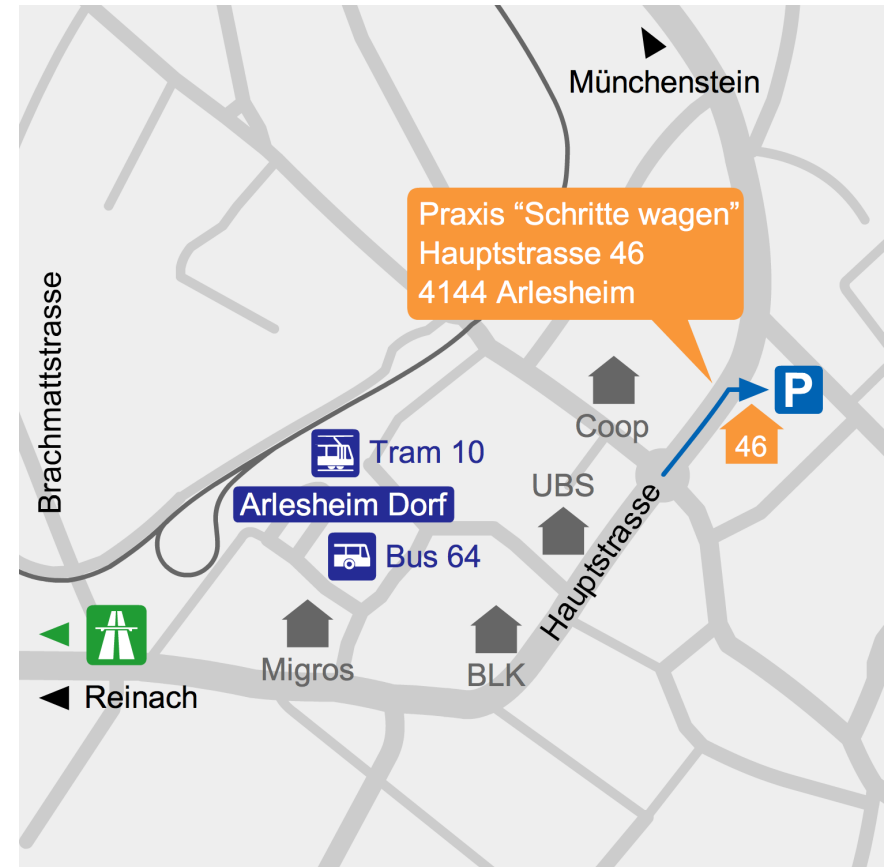 Münchenstein
Praxis “Schritte wagen”
Hauptstrasse 46
4144 Arlesheim
Brachmattstrasse
P
Coop
46
Tram 10
UBS
Arlesheim Dorf
Hauptstrasse
Bus 64
Migros
BLK
Reinach